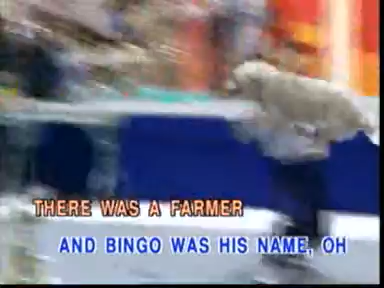 THERE WAS A FARMER
AND BINGO WAS HIS NAME, OH